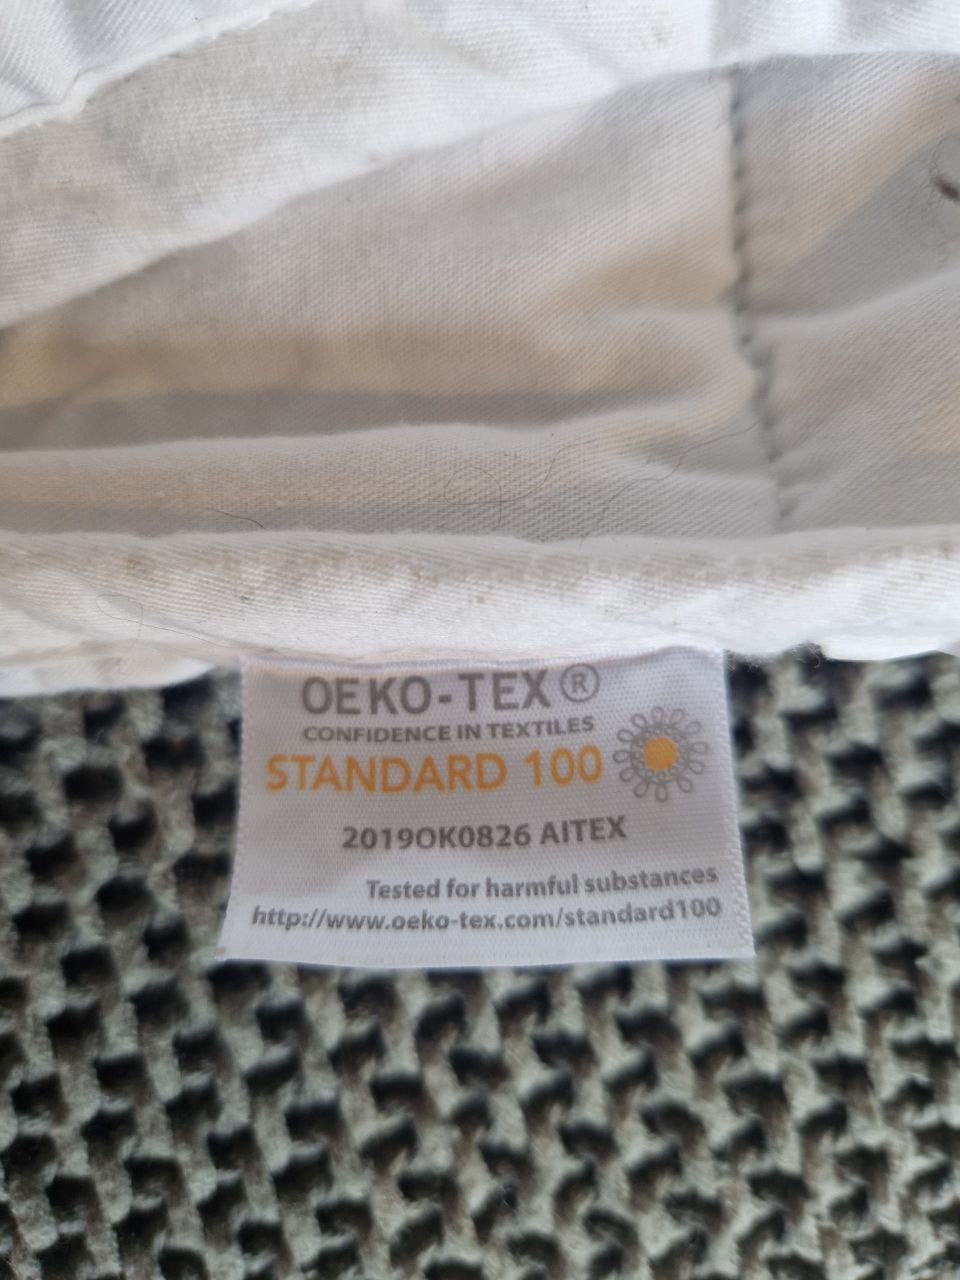 OEKO-TEX®
CONFIDENCE IN TEXTILES
STANDARD 100
2019OK0826 AITEX
Tested for harmful substances
http://www.oeko-tex.com/standard100